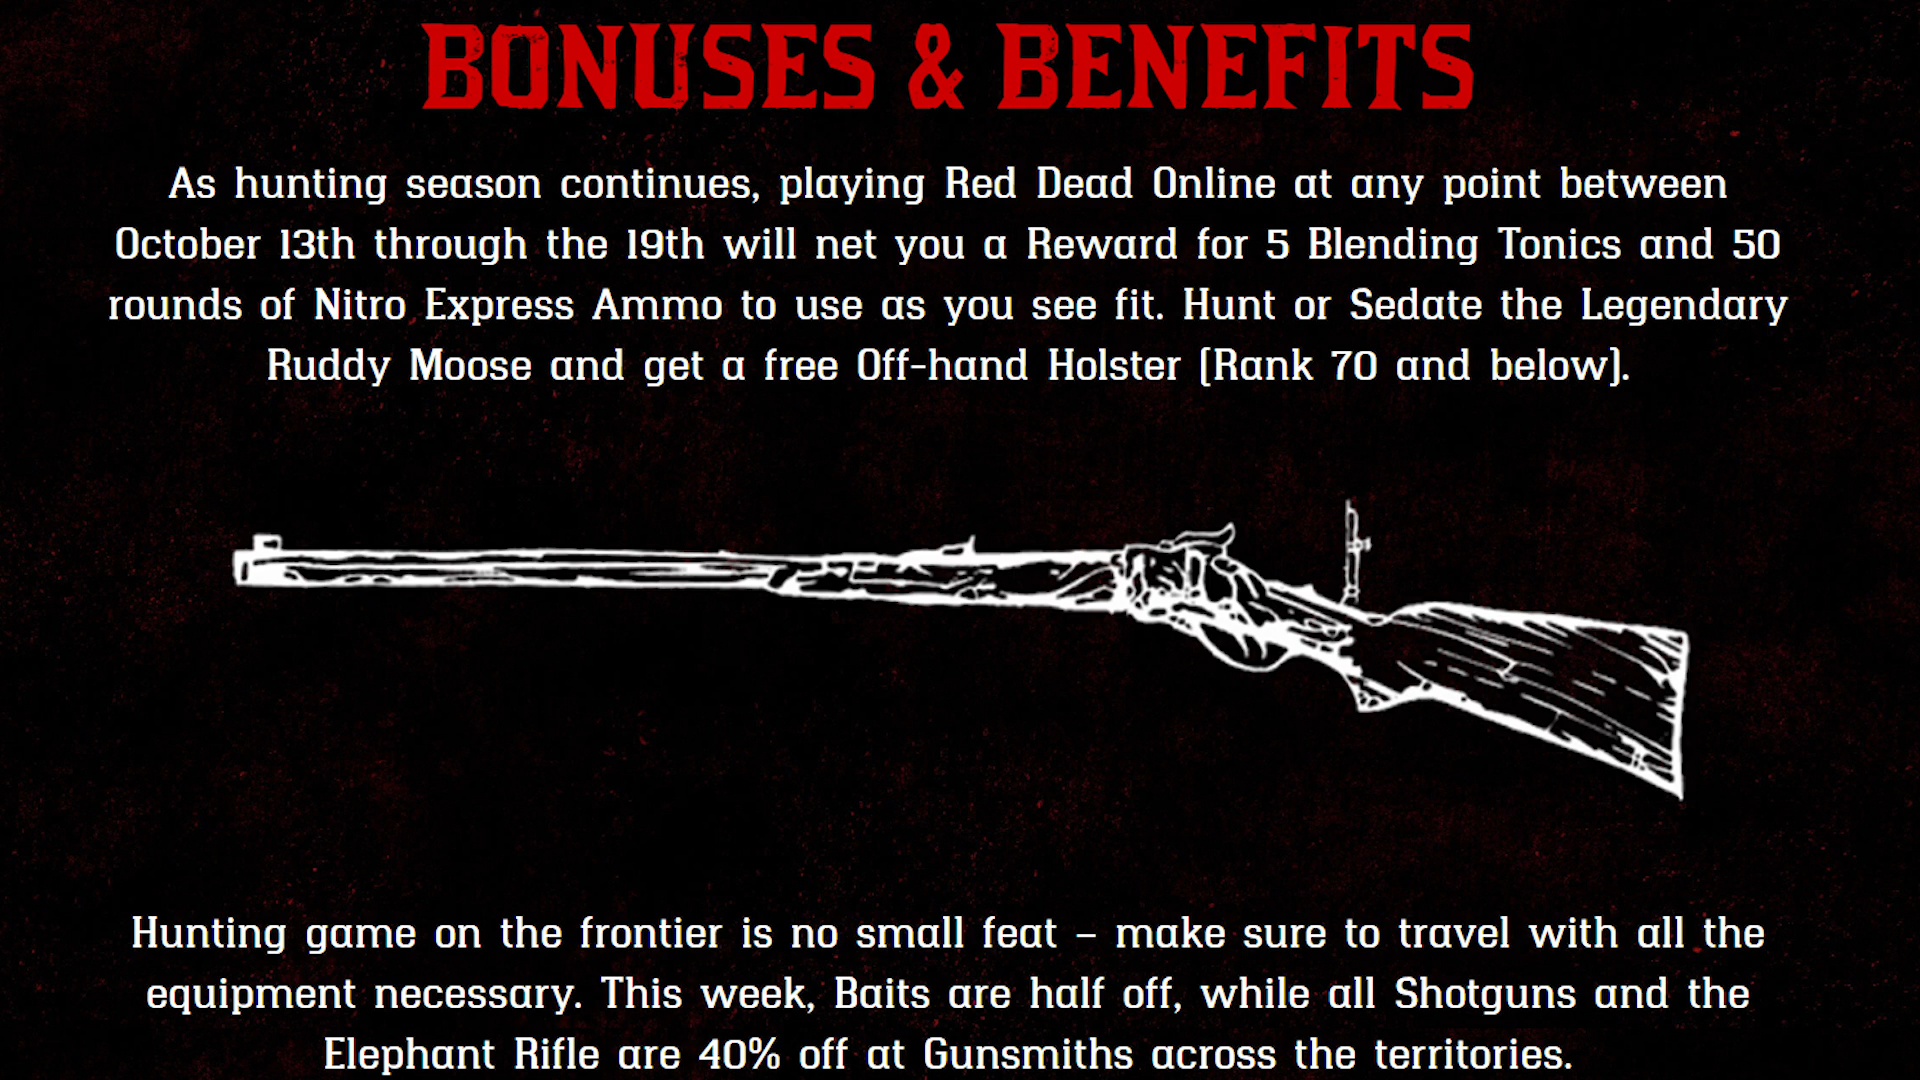 BONUSES & BENEFITS
As hunting season continues, playing Red Dead Online at any point between
October 13th through the 19th will net you a Reward for 5 Blending Tonics and 50
rounds of Nitro Express Ammo to use as you see fit. Hunt or Sedate the Legendary
Ruddy Moose and get a free Off-hand Holster (Rank 70 and below).
Hunting game on the frontier is no small feat – make sure to travel with all the
equipment necessary. This week, Baits are half off, while all Shotguns and the
Elephant Rifle are 40% off at Gunsmiths across the territories.